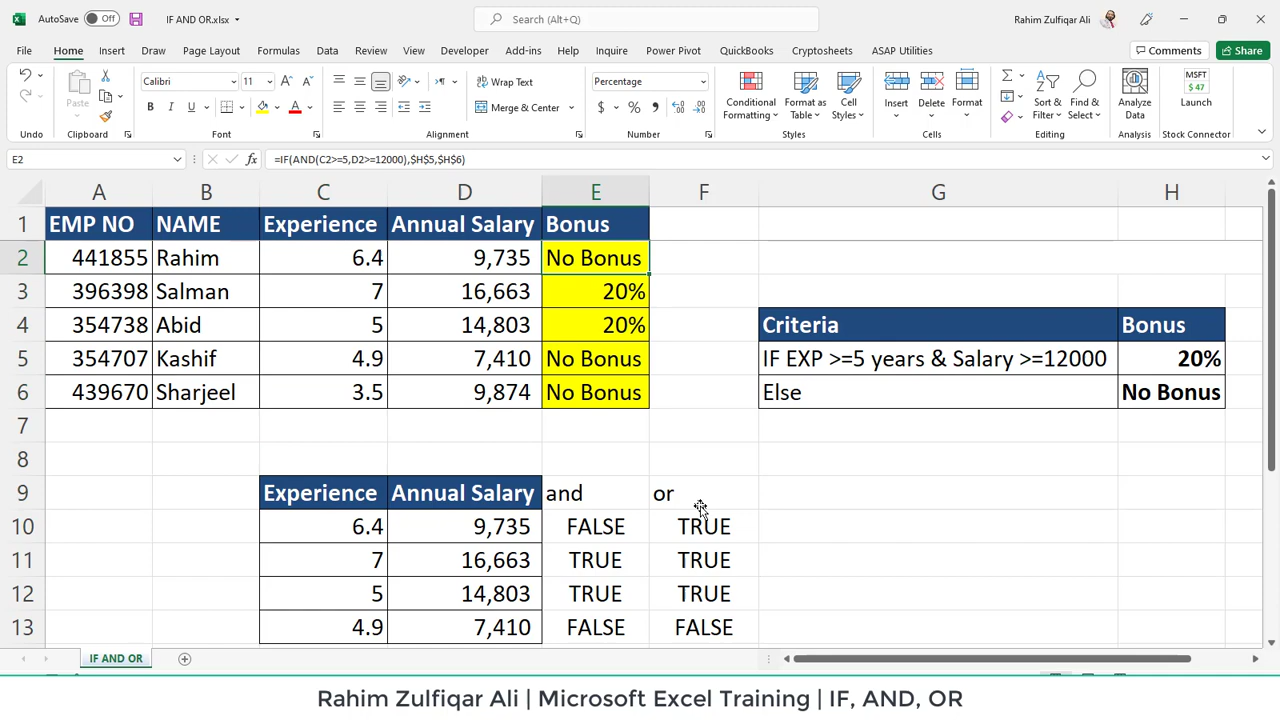 AutoSave Off IF AND OR.xlsx Search (Alt+Q) Rahim Zulfiqar Ali
File Home Insert Draw Page Layout Formulas Data Review View Developer Add-ins Help Inquire Power Pivot QuickBooks Cryptosheets ASAP Utilities Comments Share
Calibri 11 Wrap Text Percentage MSFT
$ 47
Paste B I U Merge & Center $ % Conditional Formatting Format as Table Cell Styles Insert Delete Format Sort & Filter Find & Select Analyze Data Launch
Undo Clipboard Font Alignment Number Styles Cells Editing Analysis Stock Connector
E2 fx =IF(AND(C2>=5,D2>=12000),$H$5,$H$6)
A B C D E F G H
1 EMP NO NAME Experience Annual Salary Bonus
2 441855 Rahim 6.4 9,735 No Bonus
3 396398 Salman 7 16,663 20%
4 354738 Abid 5 14,803 20% Criteria Bonus
5 354707 Kashif 4.9 7,410 No Bonus IF EXP >=5 years & Salary >=12000 20%
6 439670 Sharjeel 3.5 9,874 No Bonus Else No Bonus
7
8
9 Experience Annual Salary and or
10 6.4 9,735 FALSE TRUE
11 7 16,663 TRUE TRUE
12 5 14,803 TRUE TRUE
13 4.9 7,410 FALSE FALSE
IF AND OR
Rahim Zulfiqar Ali | Microsoft Excel Training | IF, AND, OR